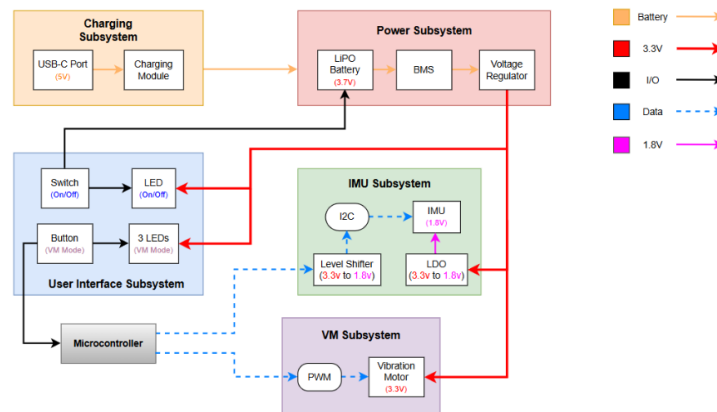 Charging
Subsystem
USB-C Port
(5V)
Charging
Module
Power Subsystem
LiPO
Battery
(3.7V)
BMS
Voltage
Regulator
Battery
3.3V
I/O
Data
1.8V
Switch
(On/Off)
LED
(On/Off)
Button
(VM Mode)
3 LEDs
(VM Mode)
User Interface Subsystem
IMU Subsystem
I2C
IMU
(1.8V)
Level Shifter
(3.3v to 1.8v)
LDO
(3.3v to 1.8v)
Microcontroller
VM Subsystem
PWM
Vibration
Motor
(3.3V)